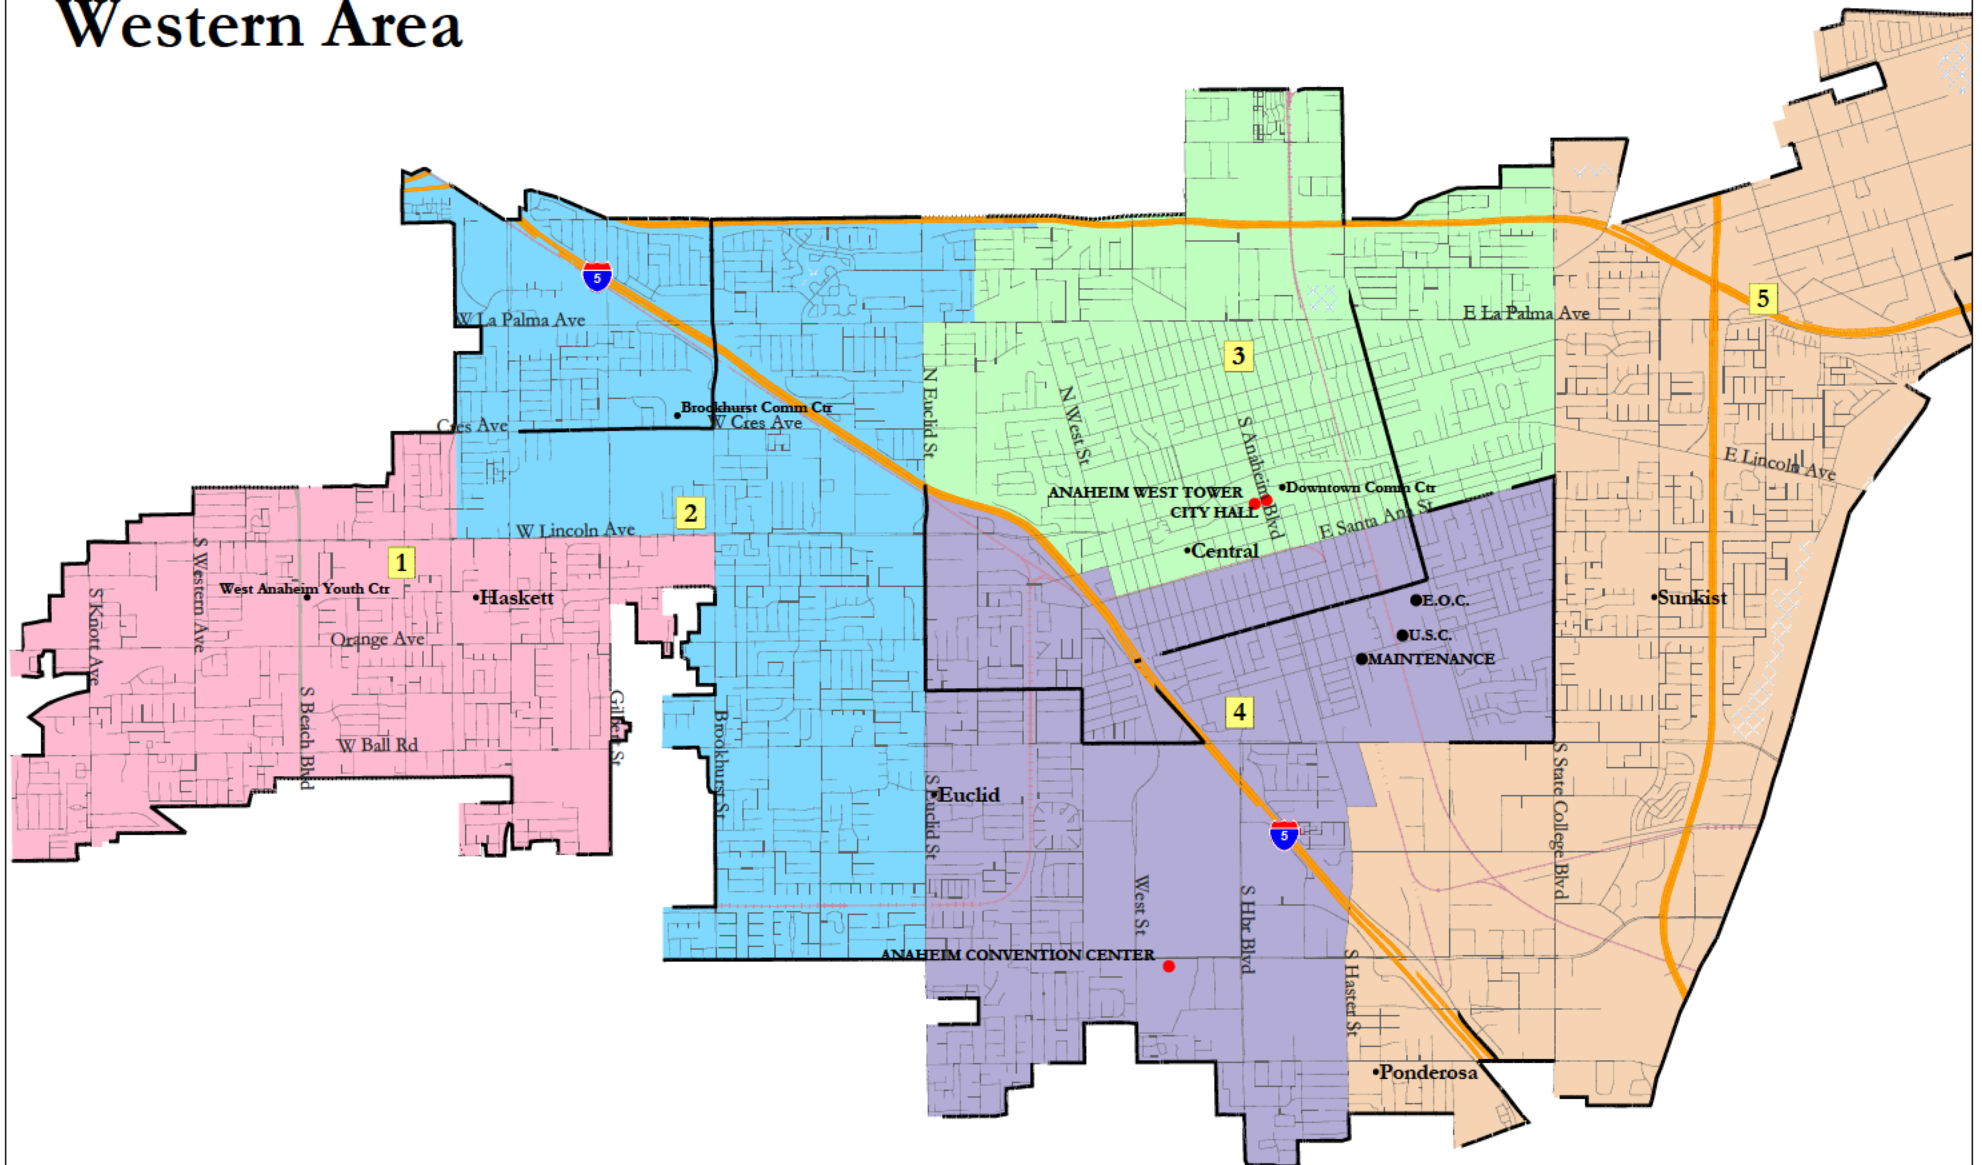 Western Area
5
5
W La Palma Ave
E La Palma Ave
3
N Euclid St
N West St
Brookhurst Comm Ctr
W Cres Ave
Cres Ave
S Anaheim Blvd
E Lincoln Ave
ANAHEIM WEST TOWER
Downtown Comm Ctr
CITY HALL
E Santa Ana St
2
W Lincoln Ave
Central
1
S Western Ave
West Anaheim Youth Ctr
Haskett
S Knott Ave
E.O.C.
Sunkist
Orange Ave
U.S.C.
MAINTENANCE
S Beach Blvd
Gilbert St
Brookhurst St
4
W Ball Rd
S State College Blvd
Euclid
S Euclid St
5
West St
S Hbr Blvd
ANAHEIM CONVENTION CENTER
S Haster St
Ponderosa